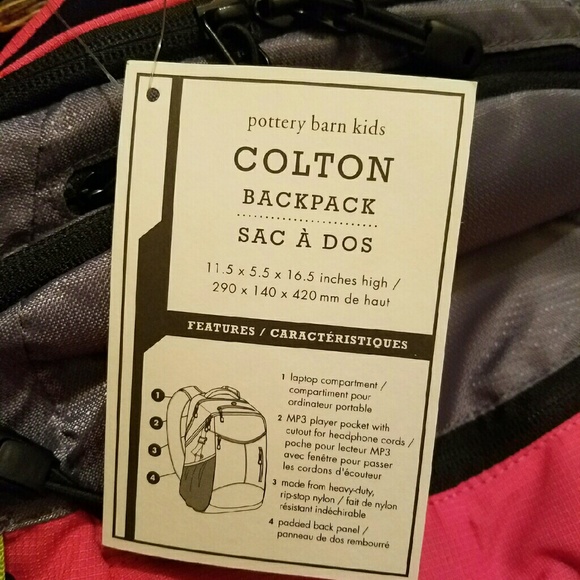 pottery barn kids
COLTON
BACKPACK
SAC À DOS
11.5 x 5.5 x 16.5 inches high /
290 x 140 x 420 mm de haut
FEATURES / CARACTÉRISTIQUES
1 laptop compartment /
compartiment pour
ordinateur portable
2 MP3 player pocket with
cutout for headphone cords /
poche pour lecteur MP3
avec fenêtre pour passer
les cordons d'écouteur
3 made from heavy-duty,
rip-stop nylon / fait de nylon
résistant indéchirable
4 padded back panel /
panneau de dos rembourré
1
2
3
4